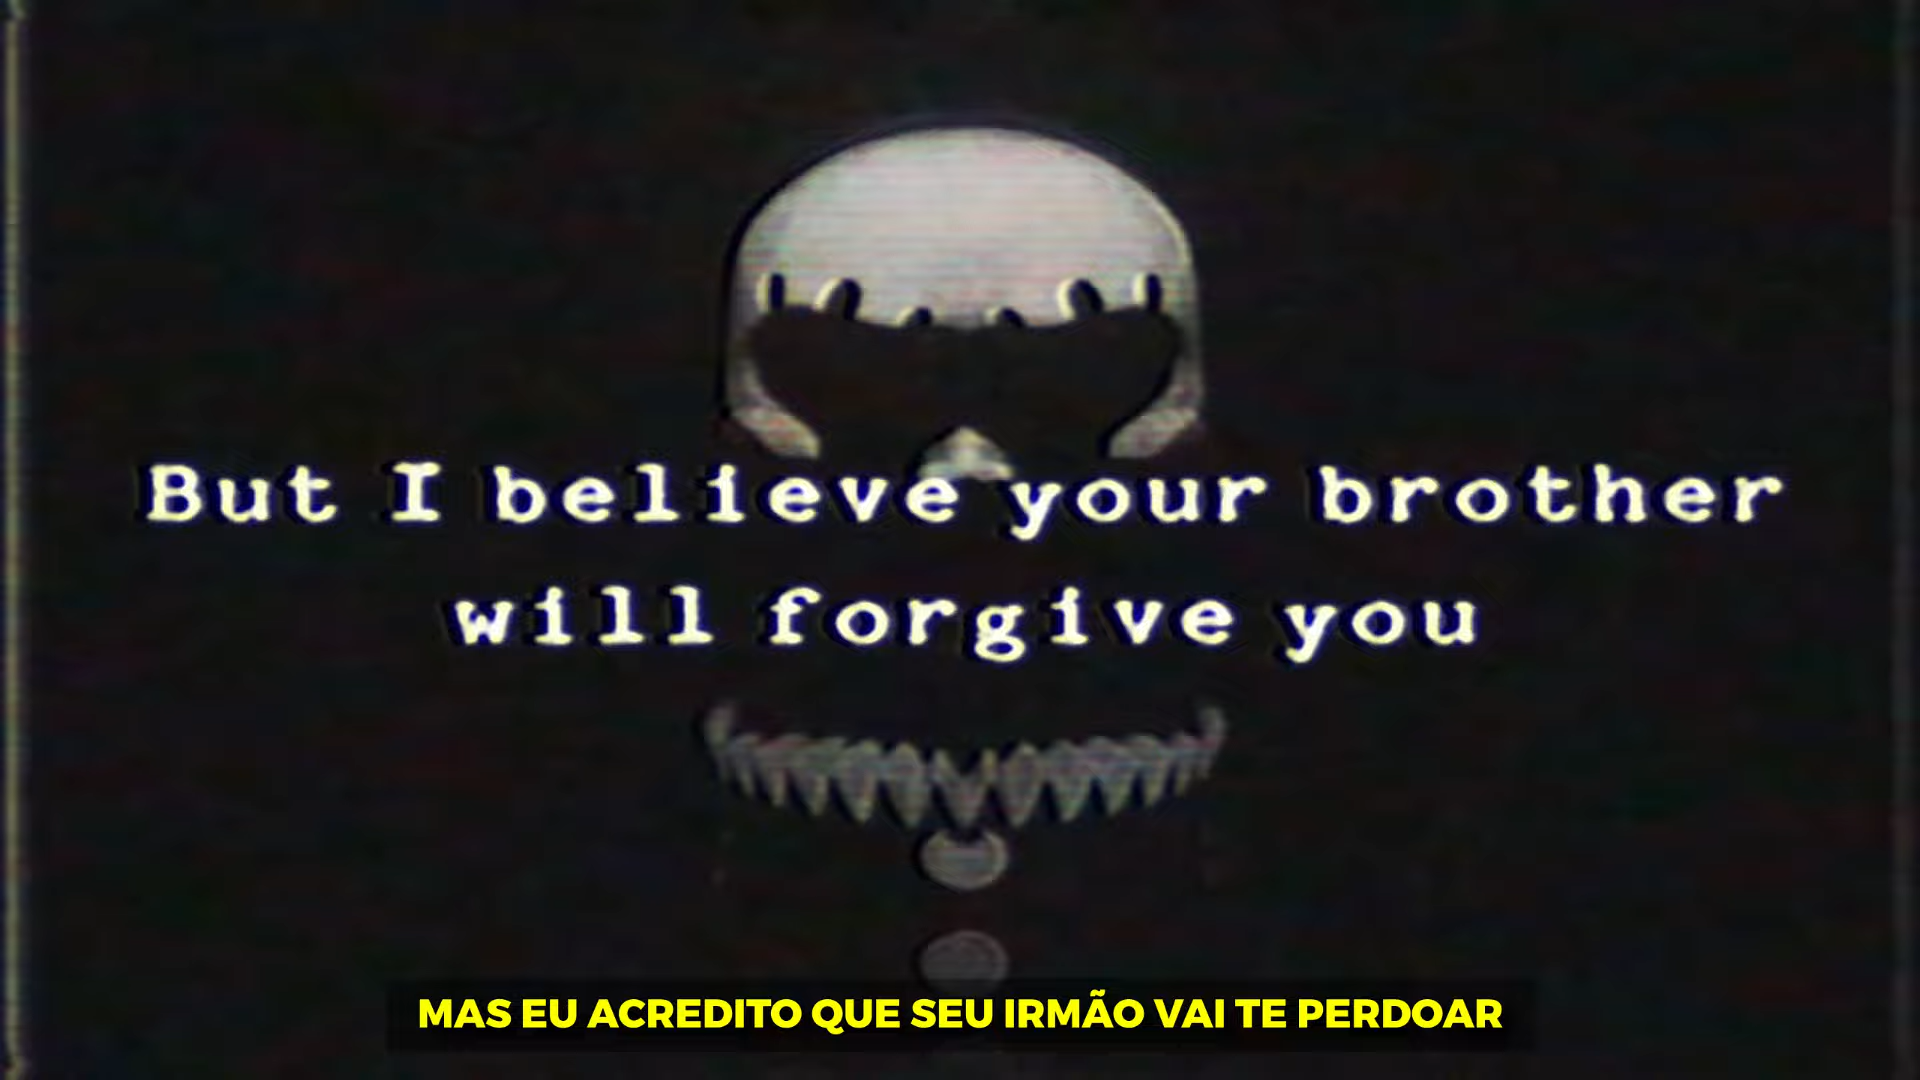 But I believe your brother
will forgive you
MAS EU ACREDITO QUE SEU IRMÃO VAI TE PERDOAR